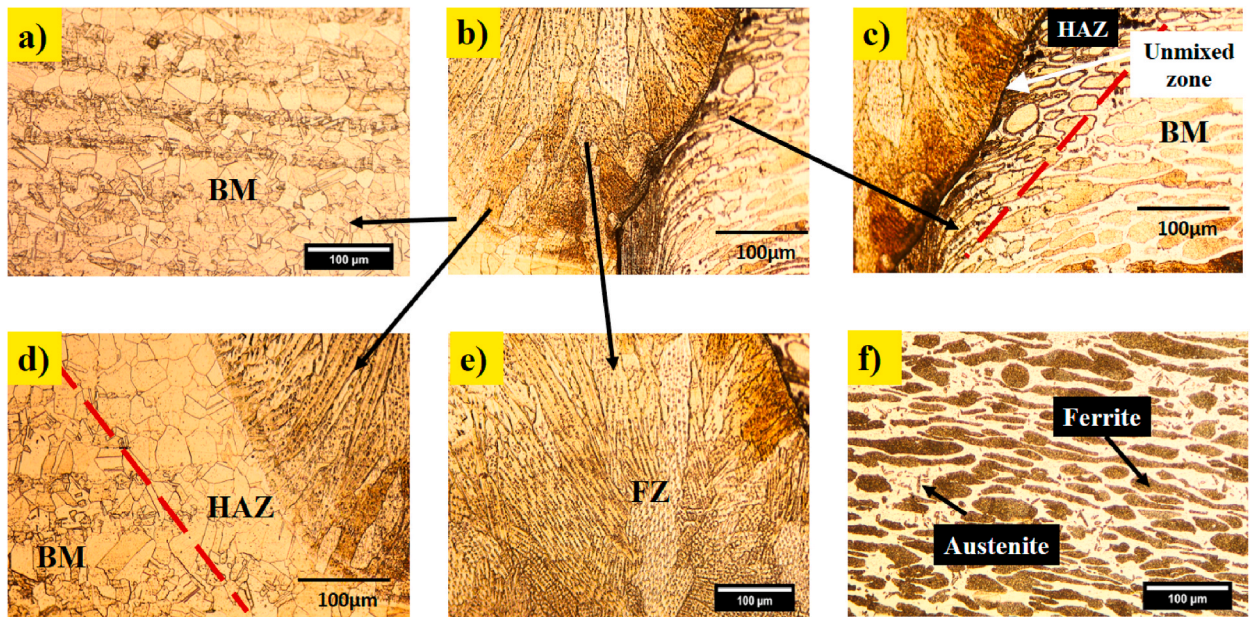 a)
BM
100 µm
b)
100µm
c)
HAZ
Unmixed
zone
BM
100µm
d)
HAZ
BM
100µm
e)
FZ
100 µm
f)
Ferrite
Austenite
100 µm